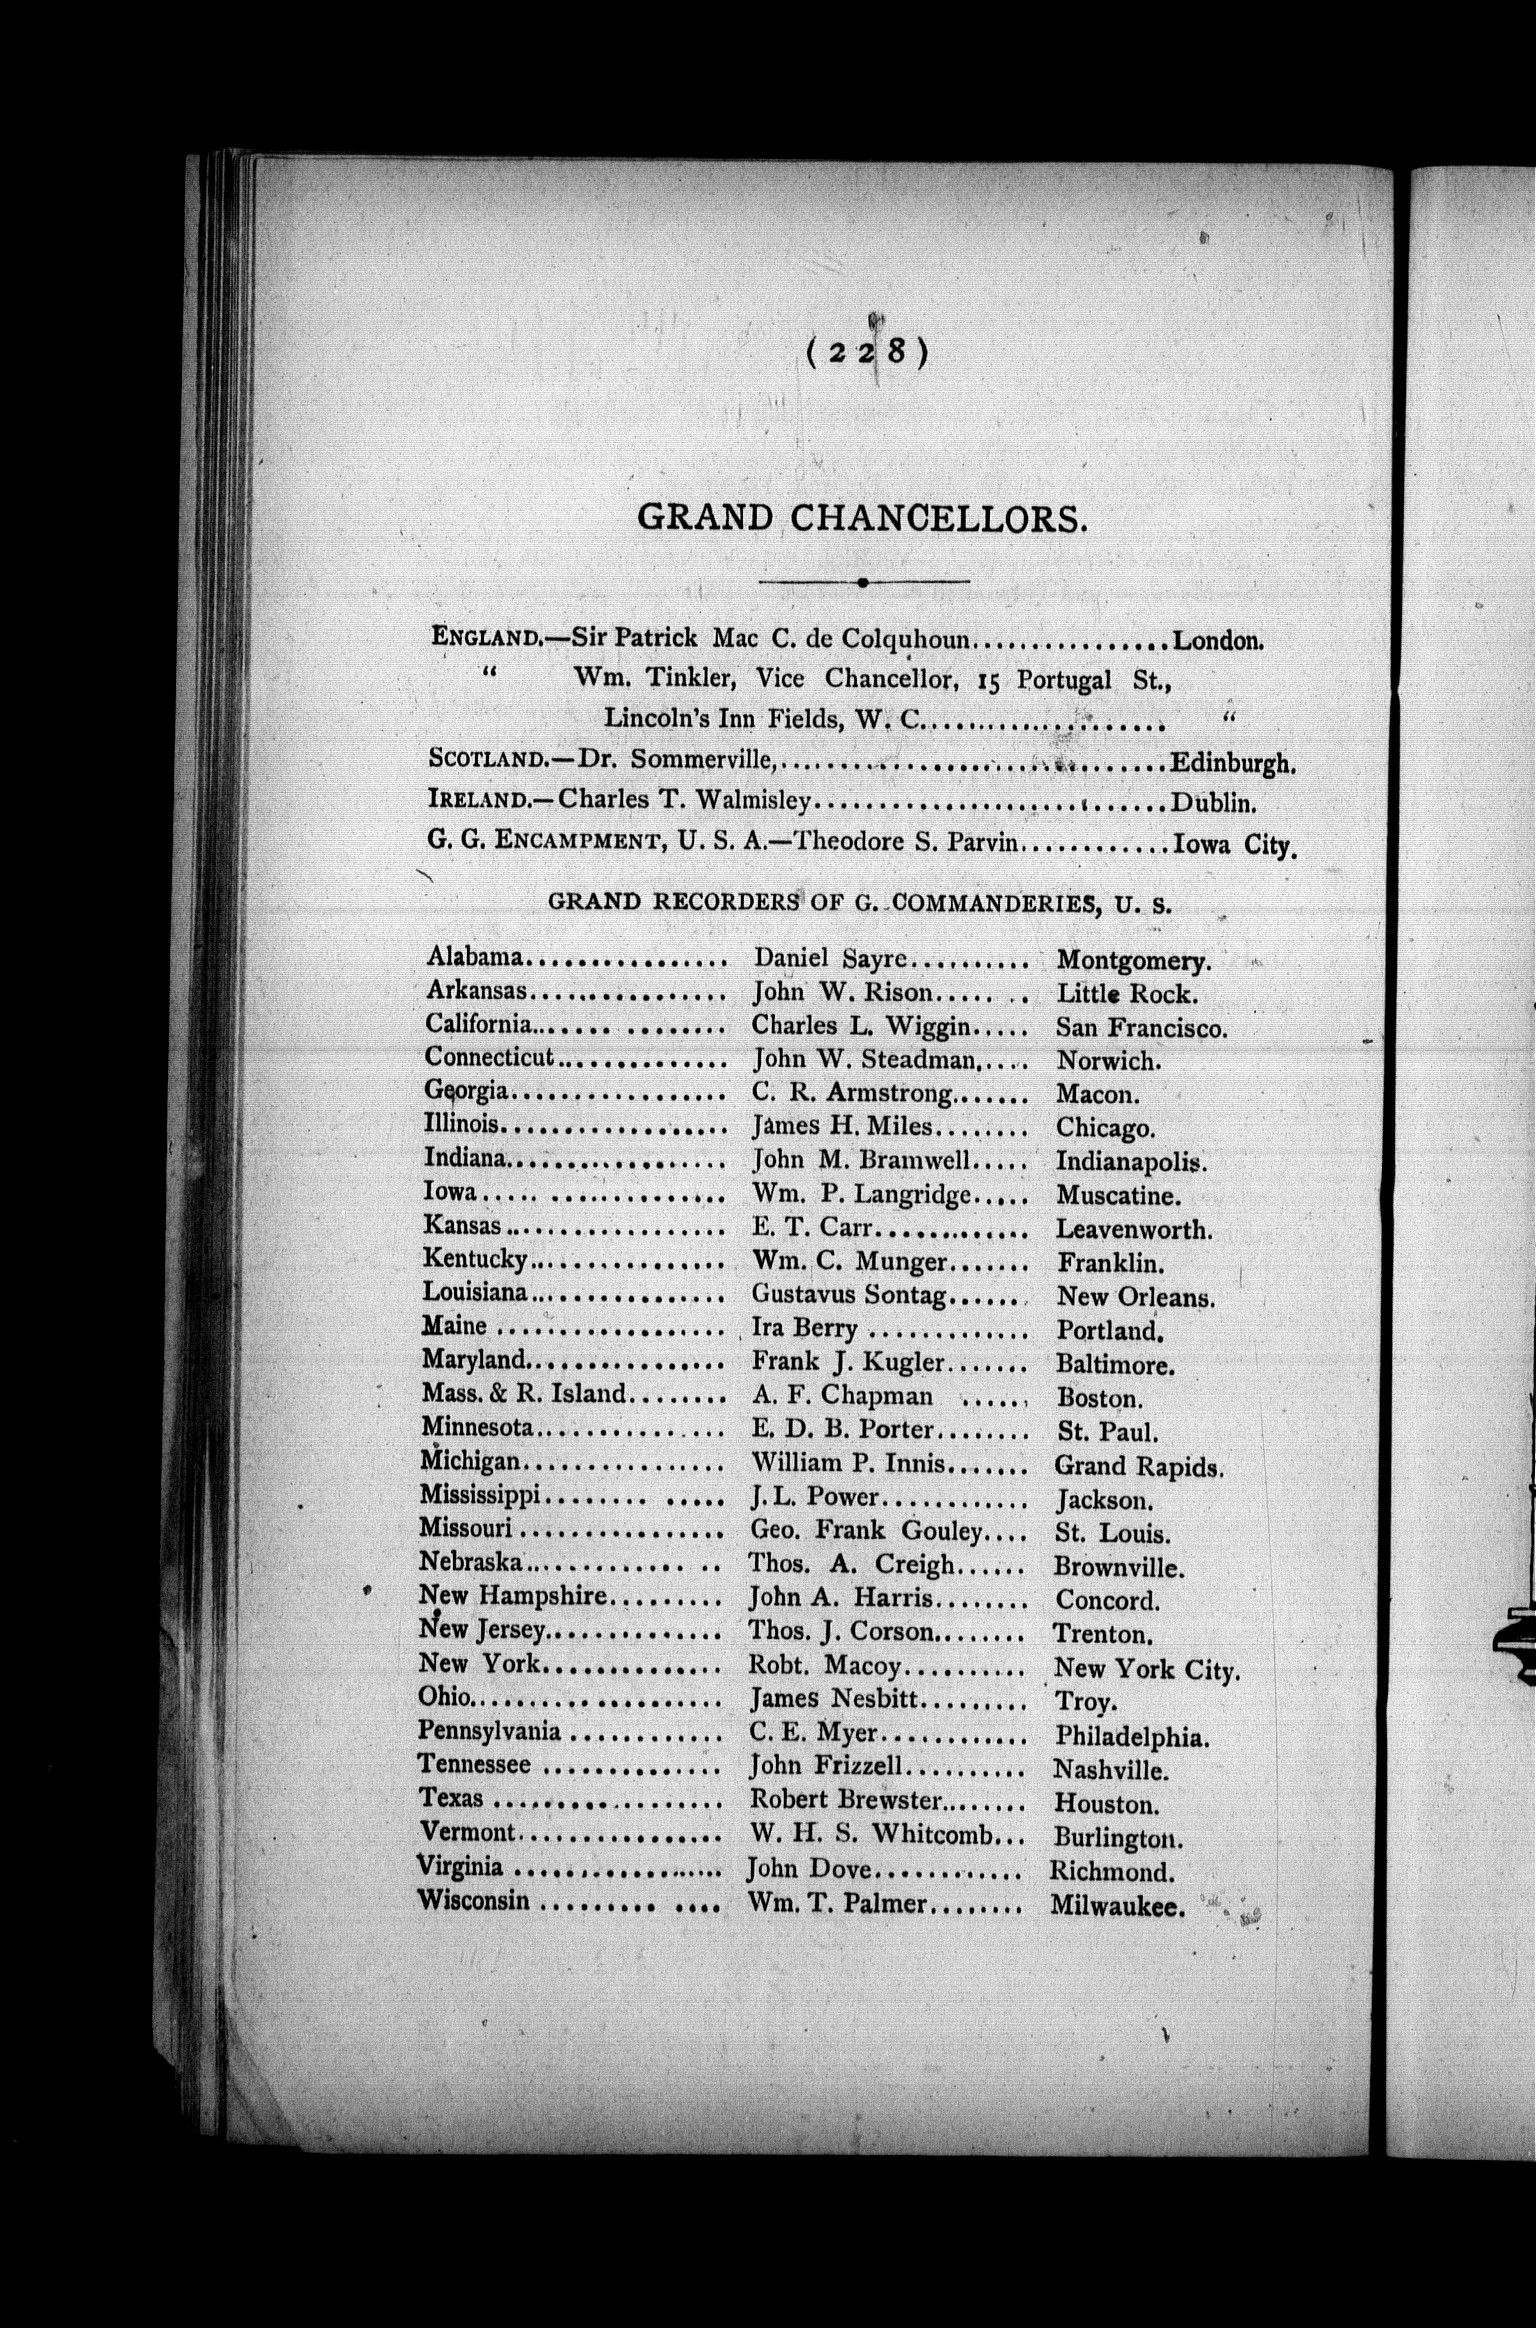 ( 2 2 8 )
GRAND CHANCELLORS.
ENGLAND.—Sir Patrick Mac C. de Colquhoun................London.
“ Wm. Tinkler, Vice Chancellor, 15 Portugal St.,
Lincoln's Inn Fields, W. C.................... “
SCOTLAND.—Dr. Sommerville,................................Edinburgh.
IRELAND.—Charles T. Walmisley.............................Dublin.
G. G. ENCAMPMENT, U. S. A.—Theodore S. Parvin............Iowa City.
GRAND RECORDERS OF G. COMMANDERIES, U. S.
Alabama................ Daniel Sayre.......... Montgomery.
Arkansas................ John W. Rison..... .. Little Rock.
California....... ........ Charles L. Wiggin..... San Francisco.
Connecticut.............. John W. Steadman..... Norwich.
Georgia................. C. R. Armstrong....... Macon.
Illinois.................. James H. Miles........ Chicago.
Indiana.................. John M. Bramwell..... Indianapolis.
Iowa..... .............. Wm. P. Langridge..... Muscatine.
Kansas.................. E. T. Carr............. Leavenworth.
Kentucky................ Wm. C. Munger....... Franklin.
Louisiana................ Gustavus Sontag...... New Orleans.
Maine .................. Ira Berry ............. Portland.
Maryland................ Frank J. Kugler....... Baltimore.
Mass. & R. Island........ A. F. Chapman ...... Boston.
Minnesota............... E. D. B. Porter........ St. Paul.
Michigan................ William P. Innis....... Grand Rapids.
Mississippi........ ..... J. L. Power............ Jackson.
Missouri ................ Geo. Frank Gouley.... St. Louis.
Nebraska............. .. Thos. A. Creigh...... Brownville.
New Hampshire......... John A. Harris........ Concord.
New Jersey.............. Thos. J. Corson........ Trenton.
New York.............. Robt. Macoy.......... New York City.
Ohio.................... James Nesbitt......... Troy.
Pennsylvania ............ C. E. Myer............ Philadelphia.
Tennessee .............. John Frizzell.......... Nashville.
Texas .................. Robert Brewster........ Houston.
Vermont................ W. H. S. Whitcomb... Burlington.
Virginia .................. John Dove............ Richmond.
Wisconsin ......... .... Wm. T. Palmer........ Milwaukee.